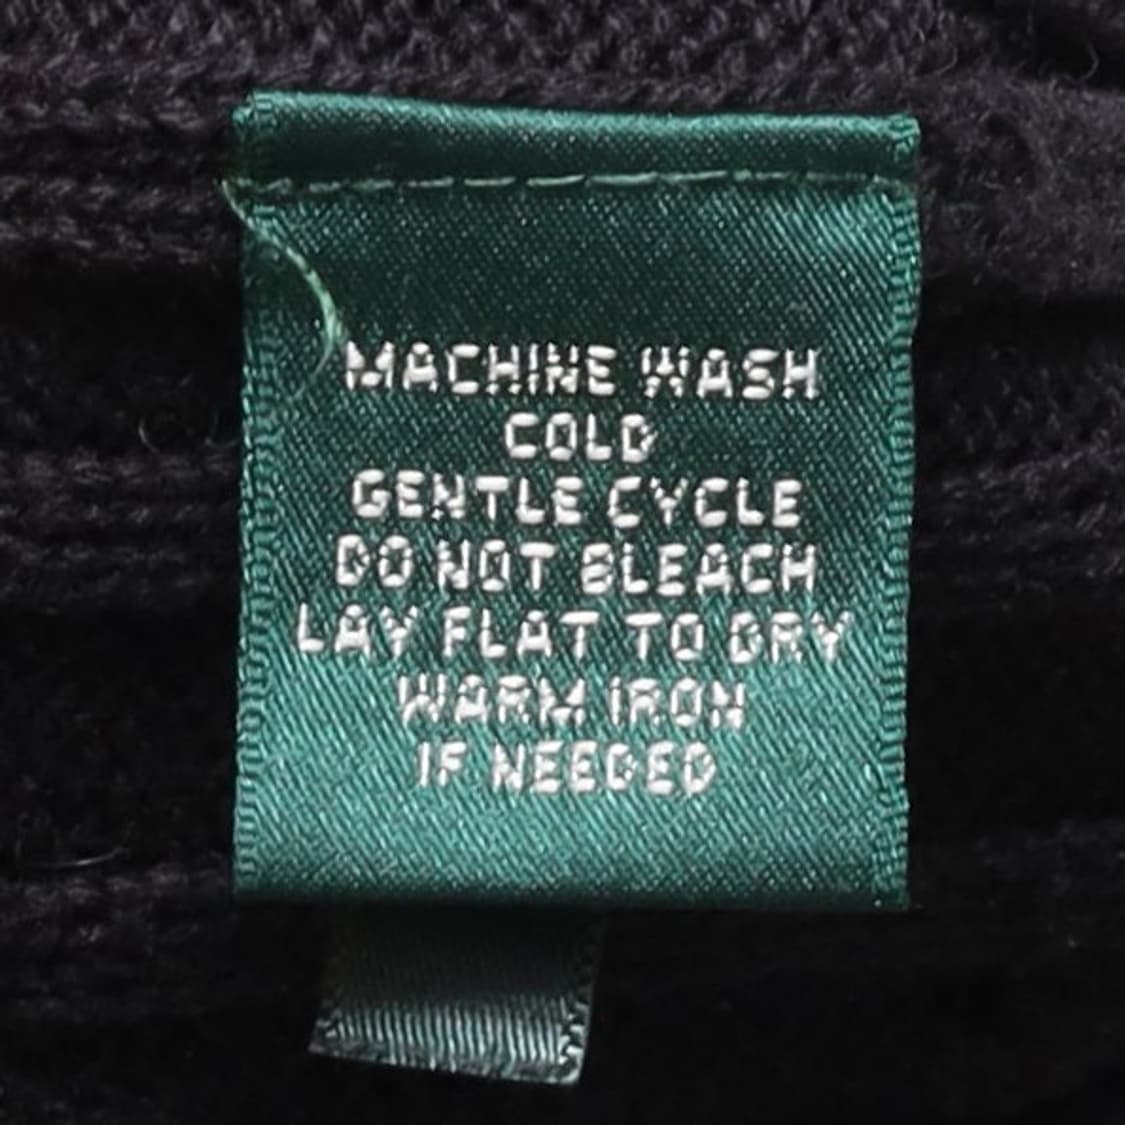 MACHINE WASH
COLD
GENTLE CYCLE
DO NOT BLEACH
LAY FLAT TO DRY
WARM IRON
IF NEEDED